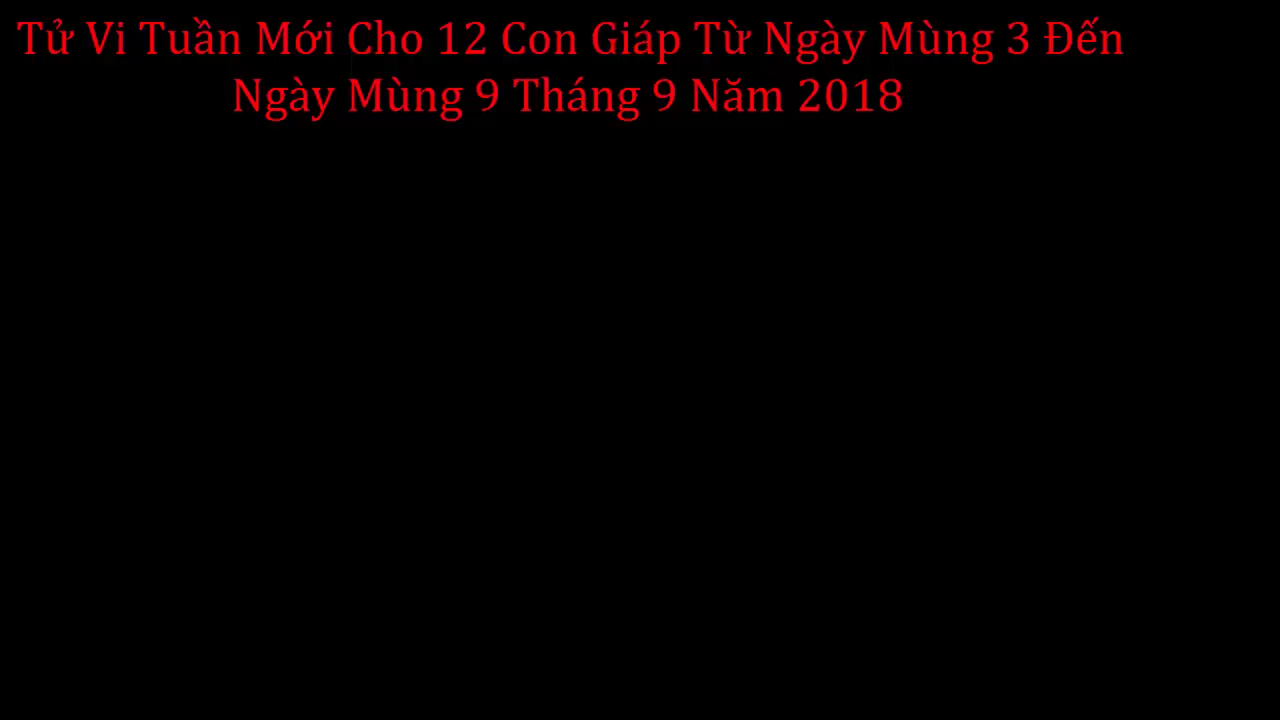 Tử Vi Tuần Mới Cho 12 Con Giáp Từ Ngày Mùng 3 Đến
Ngày Mùng 9 Tháng 9 Năm 2018